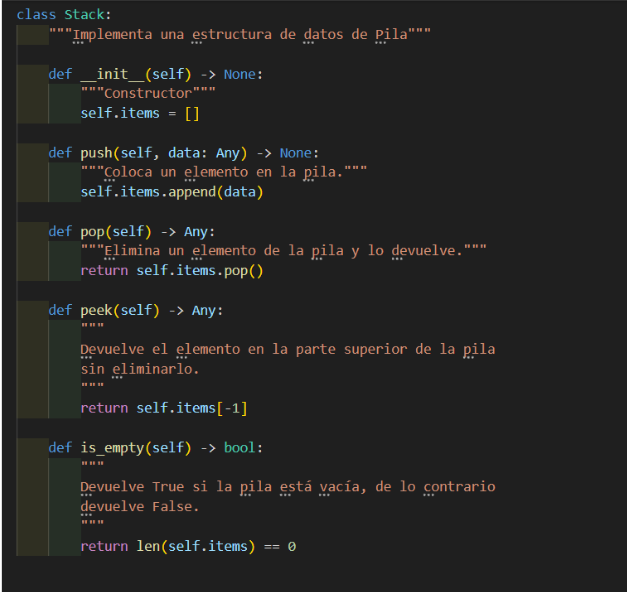 class Stack:
    """Implementa una estructura de datos de Pila"""
    def __init__(self) -> None:
        """Constructor"""
        self.items = []
    def push(self, data: Any) -> None:
        """Coloca un elemento en la pila."""
        self.items.append(data)
    def pop(self) -> Any:
        """Elimina un elemento de la pila y lo devuelve."""
        return self.items.pop()
    def peek(self) -> Any:
        """
        Devuelve el elemento en la parte superior de la pila
        sin eliminarlo.
        """
        return self.items[-1]
    def is_empty(self) -> bool:
        """
        Devuelve True si la pila está vacía, de lo contrario
        devuelve False.
        """
        return len(self.items) == 0